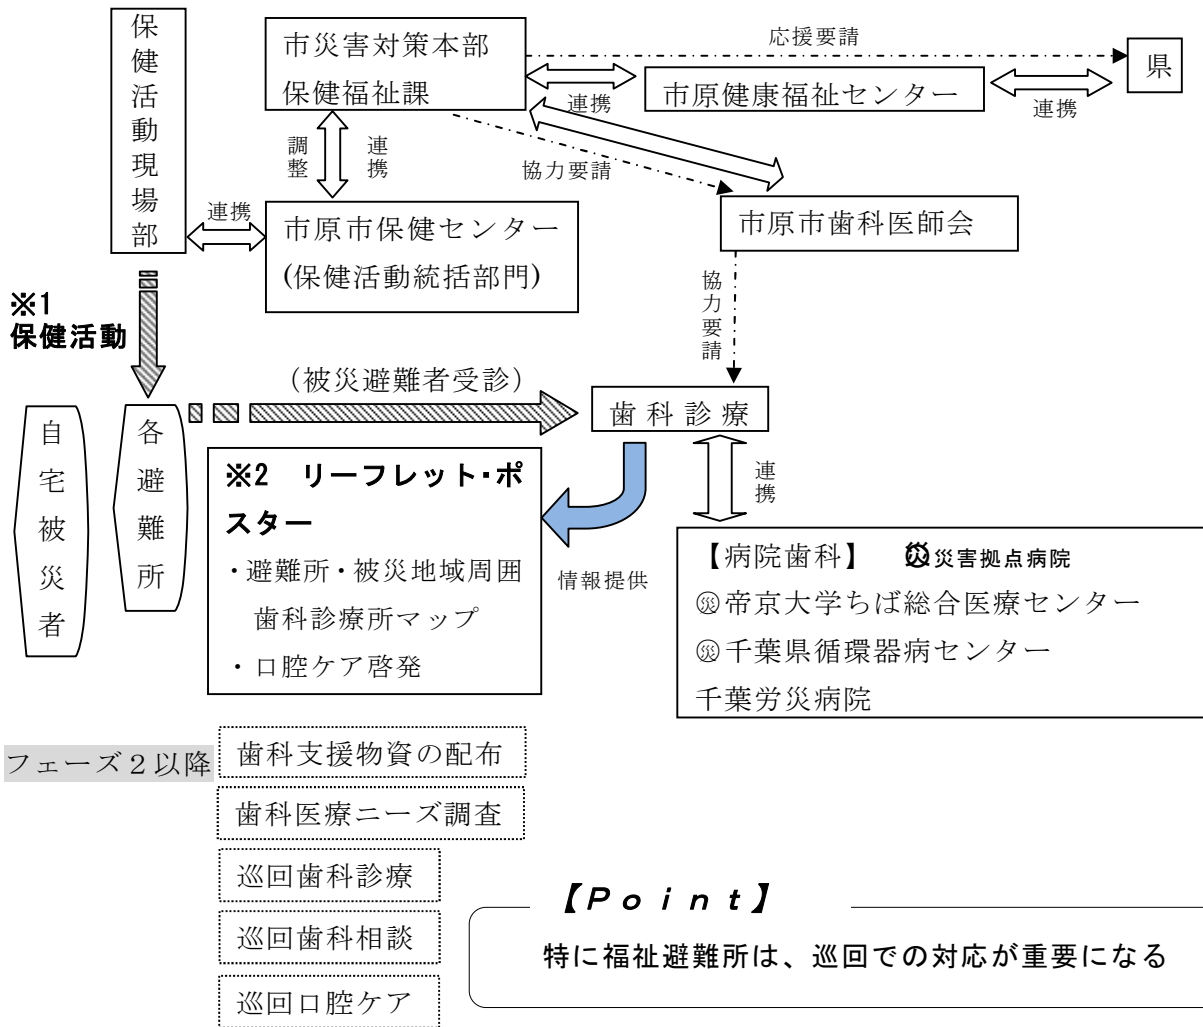 保健活動現場部
市災害対策本部
保健福祉課
応援要請
県
連携
市原健康福祉センター
連携
調整
連携
連携
協力要請
連携
市原市保健センター
(保健活動統括部門)
市原市歯科医師会
※1
保健活動
協力要請
(被災避難者受診)
歯科診療
自宅被災者
各避難所
※2 リーフレット・ポ
スター
・避難所・被災地域周囲
歯科診療所マップ
・口腔ケア啓発
情報提供
連携
【病院歯科】 ㊡災害拠点病院
㊡帝京大学ちば総合医療センター
㊡千葉県循環器病センター
千葉労災病院
フェーズ2以降
歯科支援物資の配布
歯科医療ニーズ調査
巡回歯科診療
巡回歯科相談
巡回口腔ケア
【Point】
特に福祉避難所は、巡回での対応が重要になる